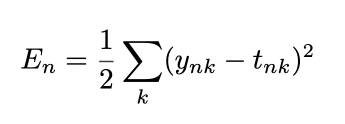 E_n = \frac{1}{2} \sum_k (y_{nk} - t_{nk})^2